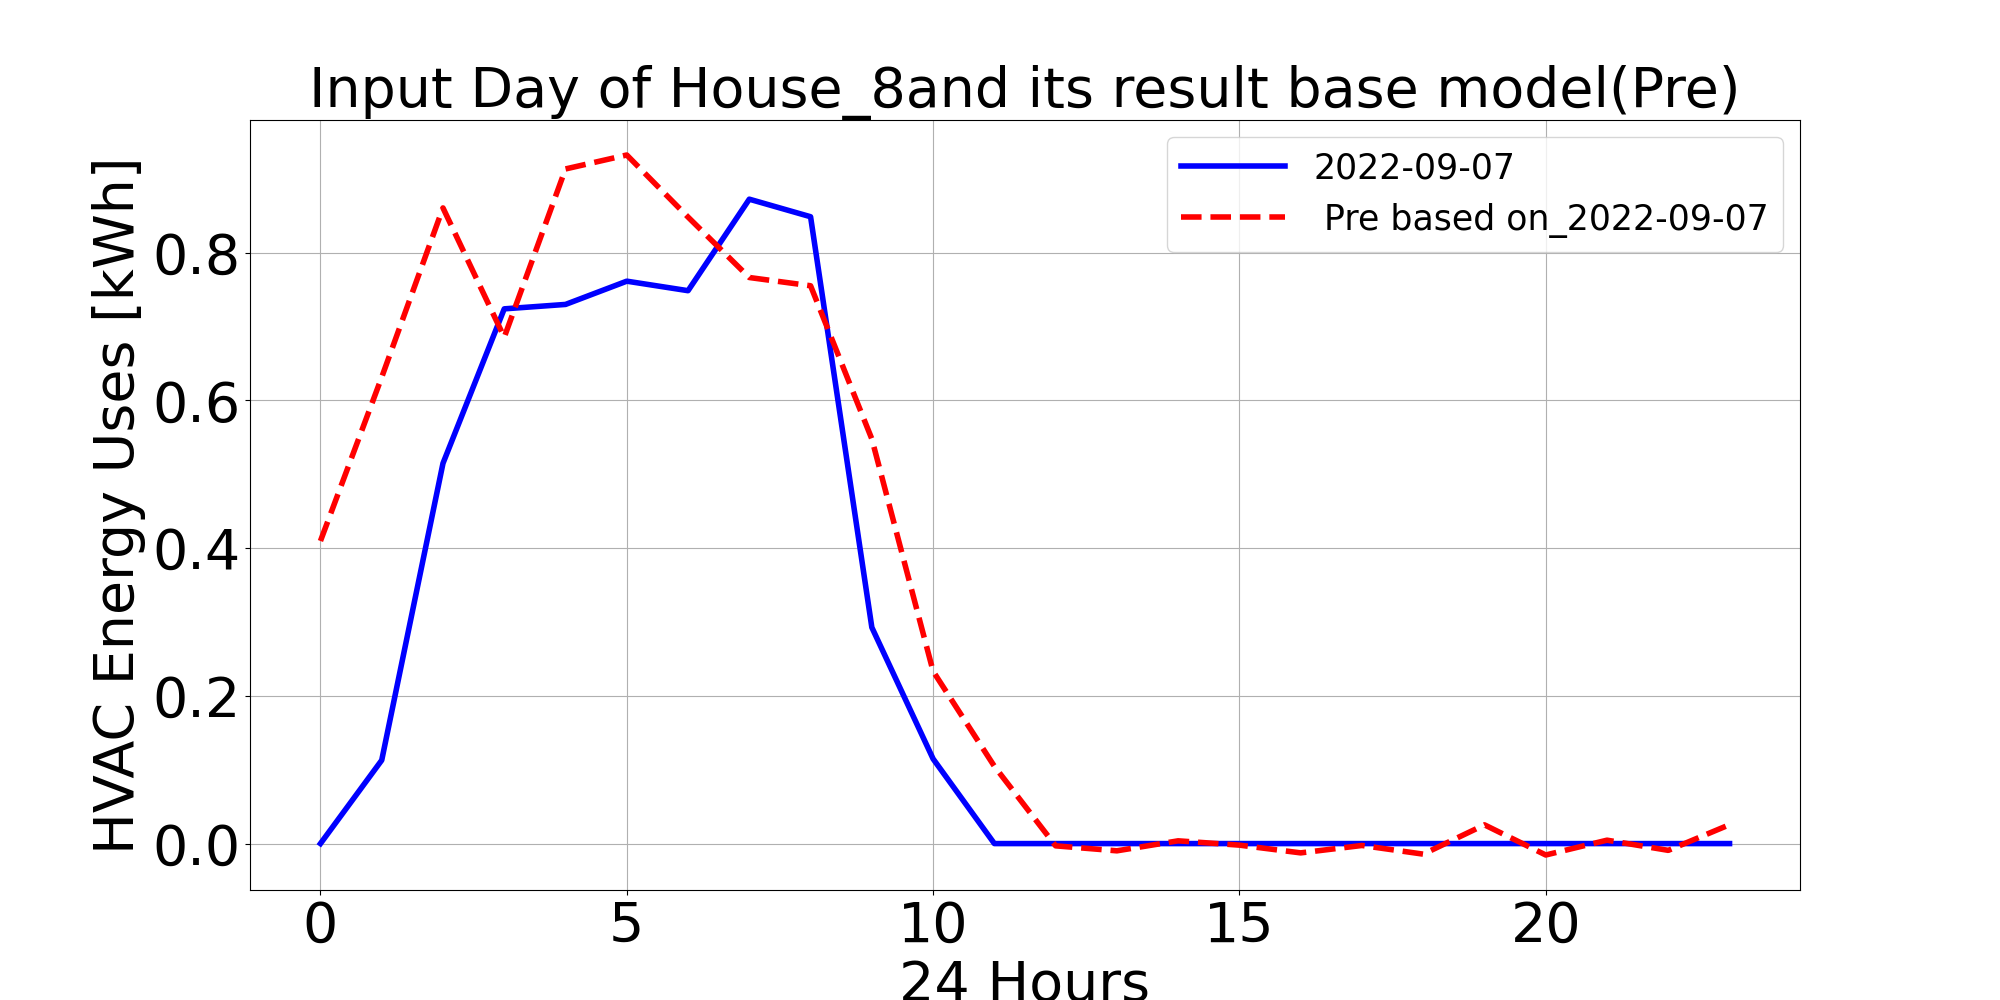 Input Day of House_8and its result base model(Pre)
2022-09-07
Pre based on_2022-09-07
HVAC Energy Uses [kWh]
0.8
0.6
0.4
0.2
0.0
0 5 10 15 20
24 Hours